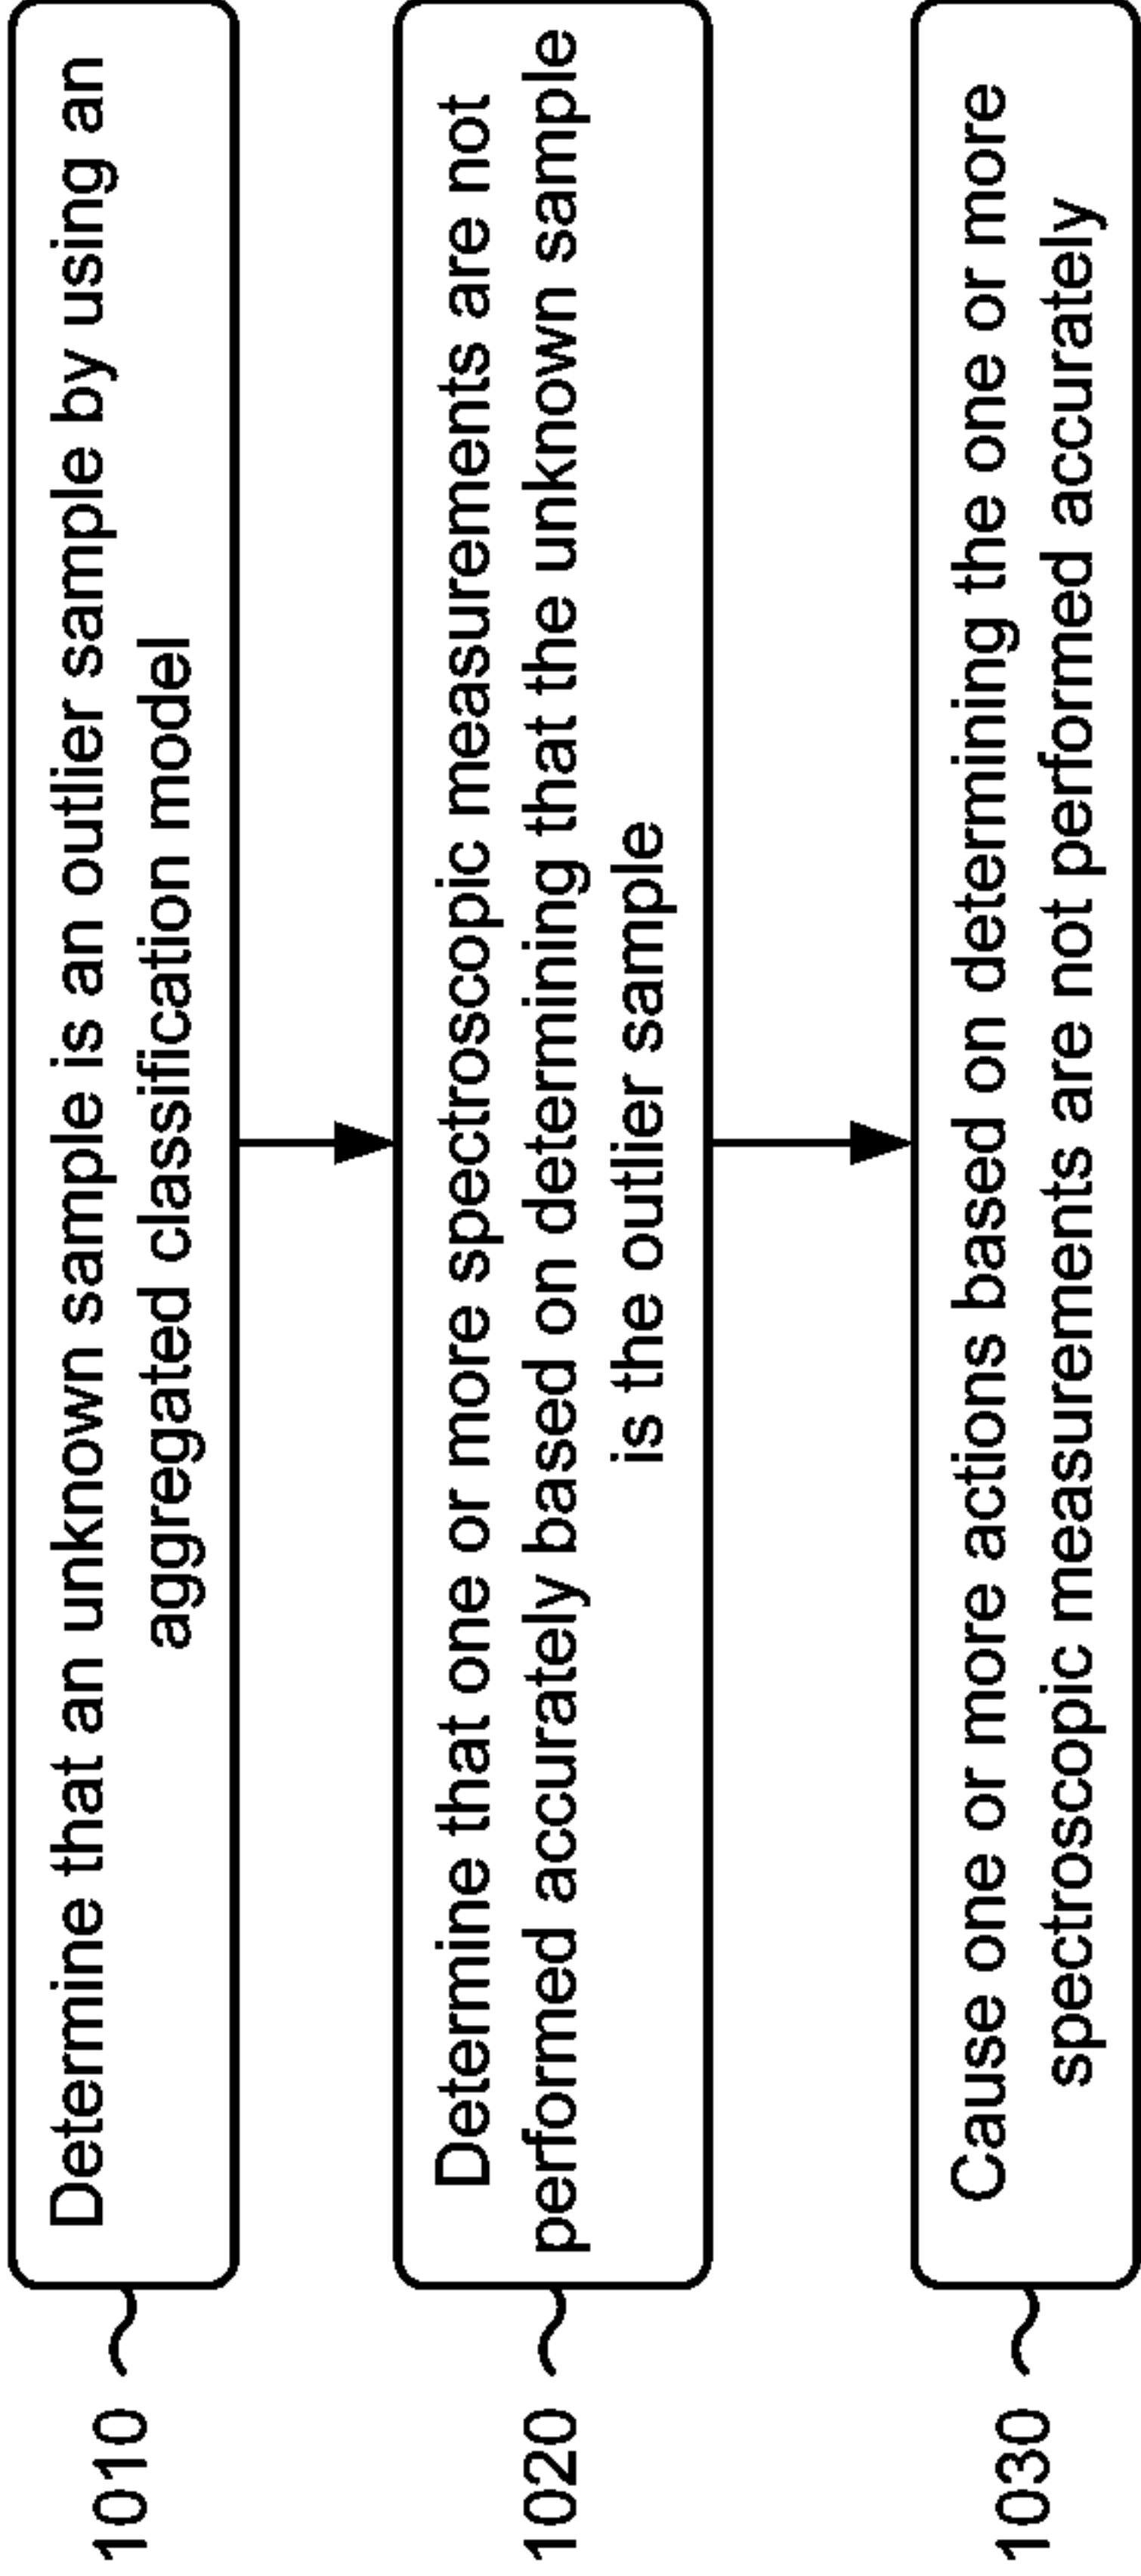 1010
Determine that an unknown sample is an outlier sample by using an
aggregated classification model
1020
Determine that one or more spectroscopic measurements are not
performed accurately based on determining that the unknown sample
is the outlier sample
1030
Cause one or more actions based on determining the one or more
spectroscopic measurements are not performed accurately